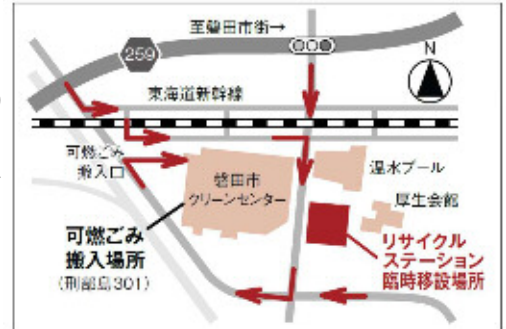 至磐田市街→
259
N
東海道新幹線
可燃ごみ
搬入口
磐田市
クリーンセンター
温水プール
厚生会館
可燃ごみ
搬入場所
(刑部島301)
リサイクル
ステーション
臨時移設場所